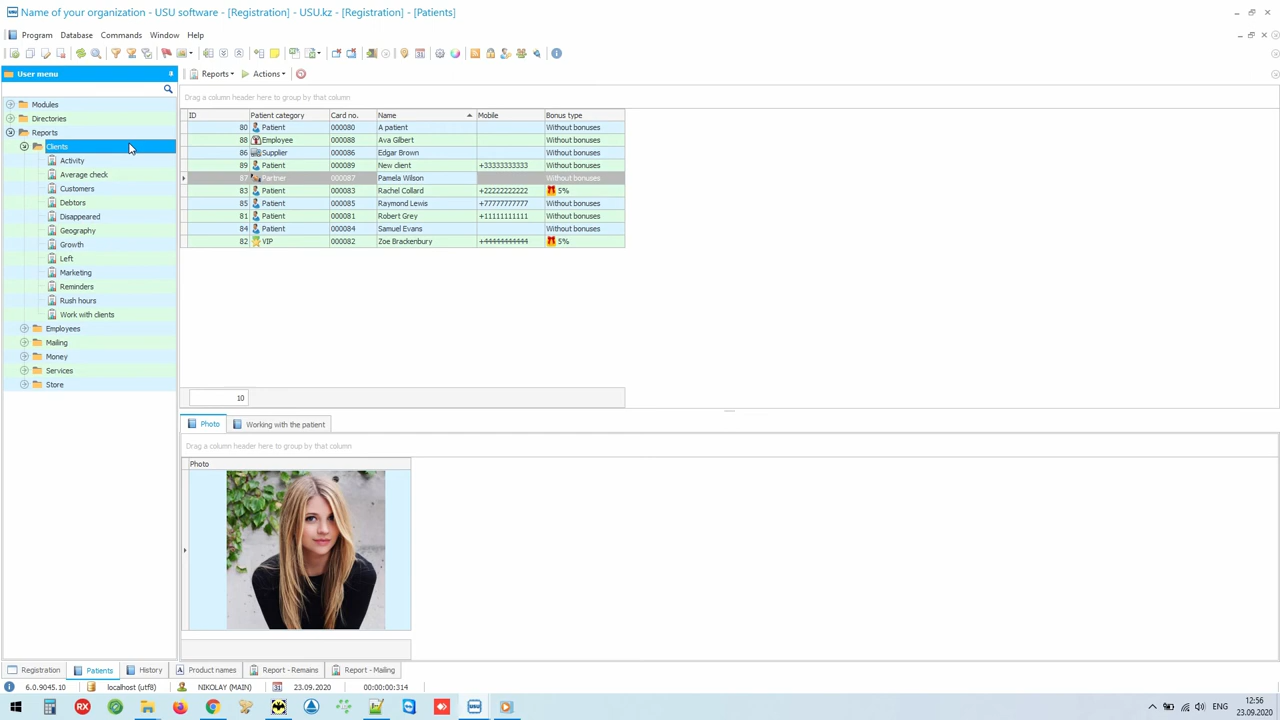 Name of your organization - USU software - [Registration] - USU.kz - [Registration] - [Patients]
Program Database Commands Window Help
User menu
Reports Actions
Drag a column header here to group by that column
Modules
Directories
Reports
Clients
Activity
Average check
Customers
Debtors
Disappeared
Geography
Growth
Left
Marketing
Reminders
Rush hours
Work with clients
Employees
Mailing
Money
Services
Store
ID Patient category Card no. Name Mobile Bonus type
80 Patient 000080 A patient Without bonuses
88 Employee 000088 Ava Gilbert Without bonuses
86 Supplier 000086 Edgar Brown Without bonuses
89 Patient 000089 New client +33333333333 Without bonuses
87 Partner 000087 Pamela Wilson Without bonuses
83 Patient 000083 Rachel Collard +22222222222 5%
85 Patient 000085 Raymond Lewis +77777777777 Without bonuses
81 Patient 000081 Robert Grey +11111111111 Without bonuses
84 Patient 000084 Samuel Evans Without bonuses
82 VIP 000082 Zoe Brackenbury +44444444444 5%
10
Photo Working with the patient
Drag a column header here to group by that column
Photo
Registration Patients History Product names Report - Remains Report - Mailing
6.0.9045.10 localhost (utf8) NIKOLAY (MAIN) 23.09.2020 00:00:00:314
ENG 12:56
23.09.2020